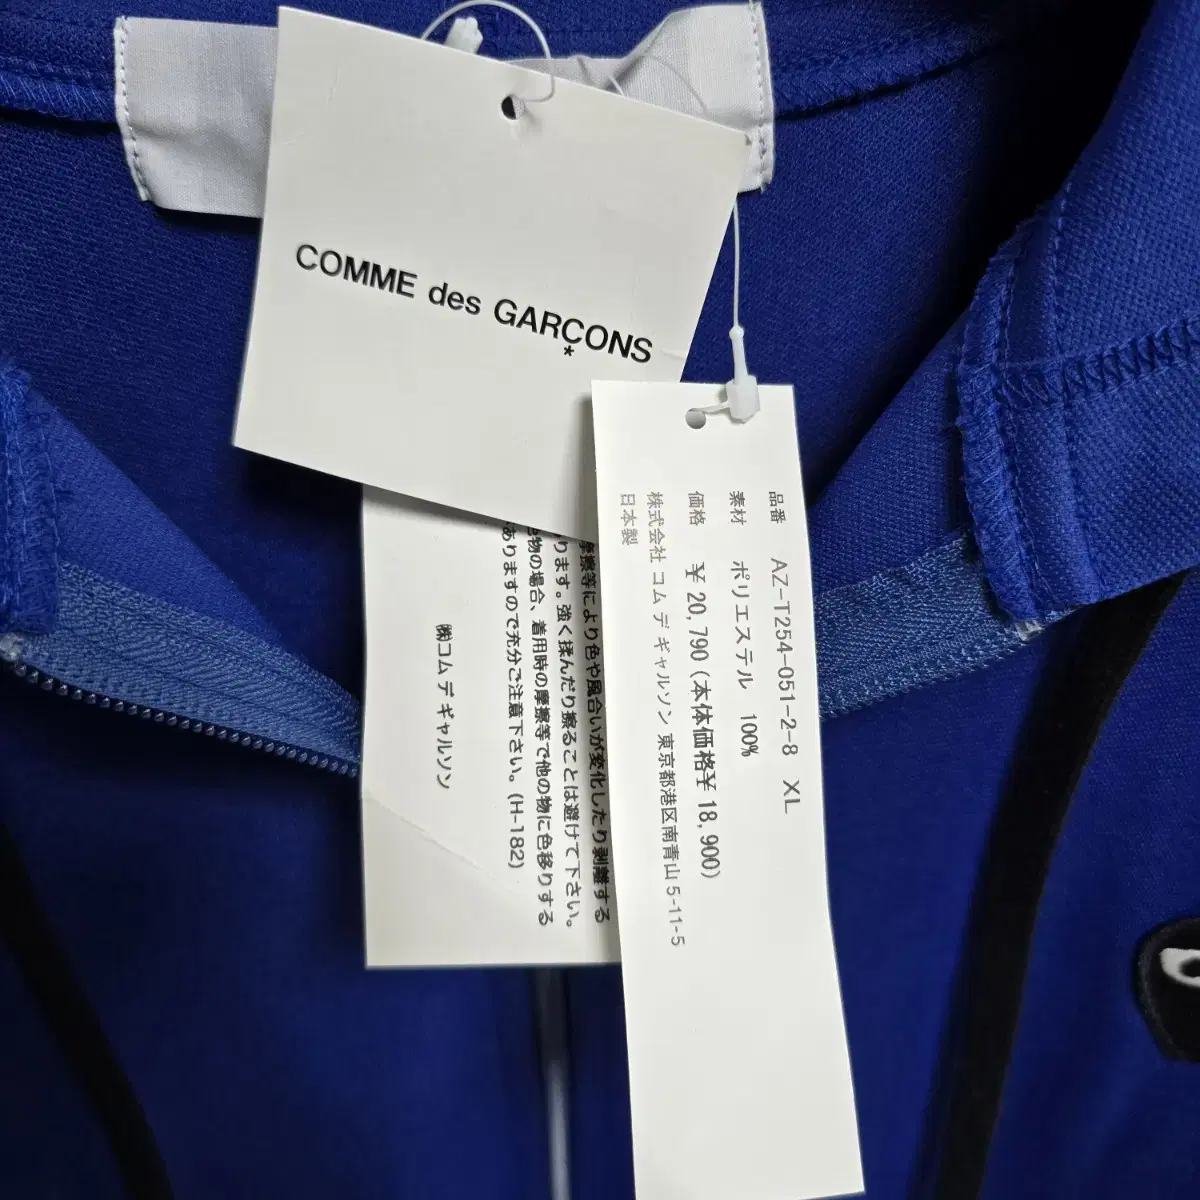 COMME des GARÇONS
*
品番 AZ-T254-051-2-8 XL
素材 ポリエステル 100%
価格 ¥ 20,790 (本体価格¥ 18,900)
株式会社 コム デ ギャルソン 東京都港区南青山 5-11-5
日本製
摩擦等により色や風合いが変化したり剥離する
ります。強く揉んだり擦ることは避けて下さい。
物の場合、着用時の摩擦等で他の物に色移りする
ありますので充分ご注意下さい。(H-182)
㈱コム デ ギャルソン